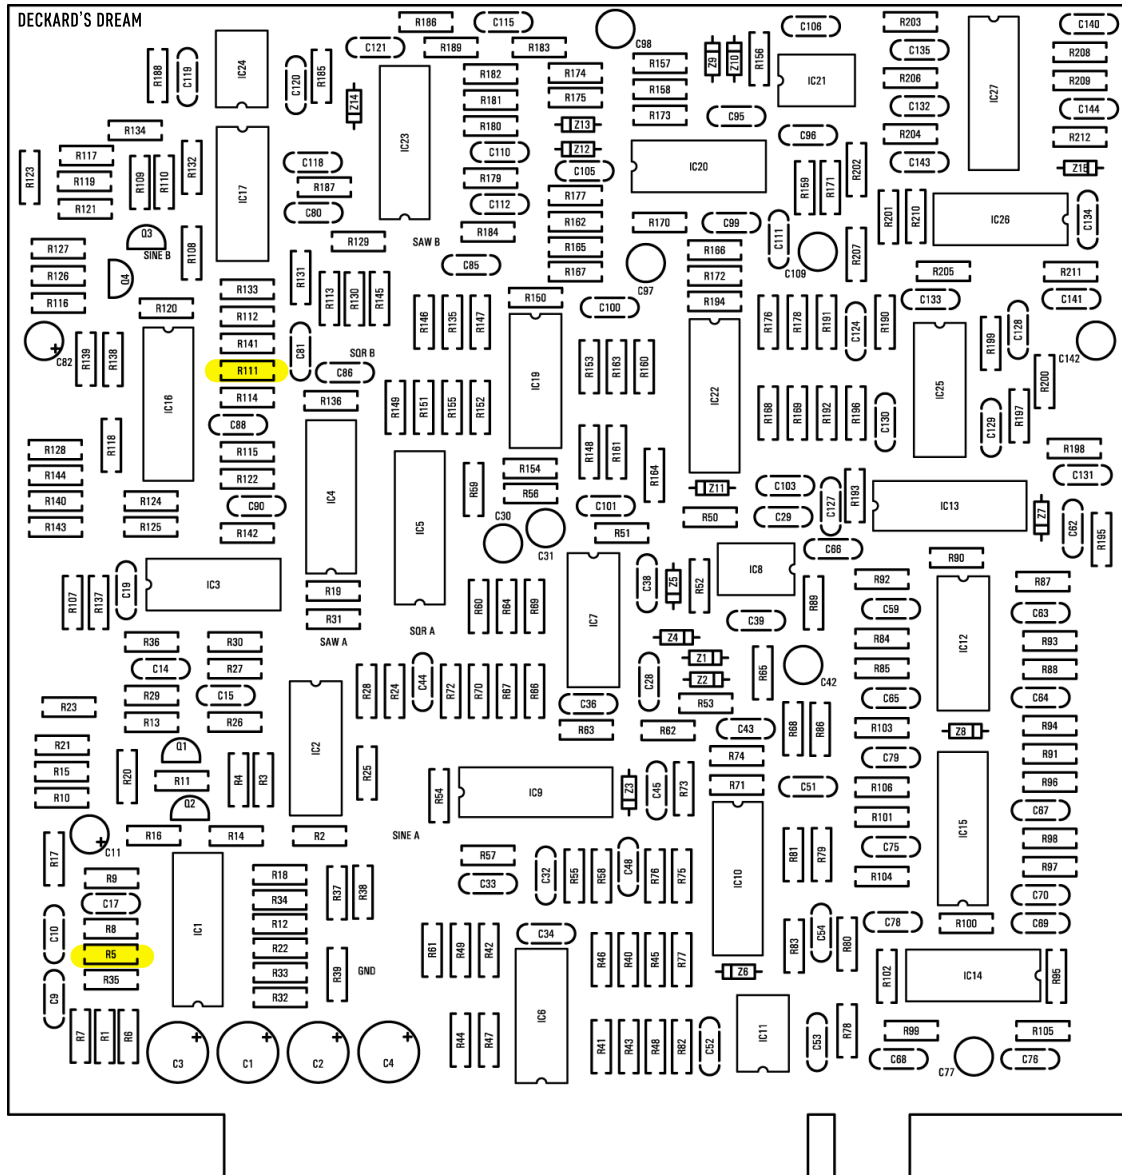 DECKARD'S DREAM
R186
C115
C106
R203
C140
C121
R189
R183
C98
C135
R208
R188
C119
IC24
C120
R185
Z14
IC23
R182
R174
R157
Z9
Z10
R156
IC21
R206
IC27
R209
R181
R175
R158
C132
C144
R134
R180
Z13
R173
C95
C96
R204
R212
R117
R123
R119
R109
R110
R132
IC17
C118
C110
Z12
IC20
C143
Z15
R187
R179
C105
R159
R171
R202
R121
C80
C112
R177
R162
R170
C99
R201
R210
IC26
C134
Q3
SINE B
R108
R129
SAW B
R184
R165
R166
C111
C109
R207
R127
R126
R116
Q4
R131
C85
R167
C97
R172
R205
R211
R133
R113
R130
R145
R150
R194
C133
C141
R120
R112
R146
R135
R147
C100
R176
R178
R191
C124
R190
C128
C82
R139
R138
IC16
R141
C81
SQR B
IC19
R153
R163
R160
IC22
IC25
R199
C142
R111
C86
R200
R114
R136
R149
R151
R155
R152
R168
R169
R192
R196
C130
C129
R197
R128
R118
C88
R115
R148
R161
R164
R198
R144
R122
IC4
IC5
R59
R154
Z11
C103
C127
R193
C131
R140
R124
R56
IC13
Z7
C62
R195
R143
R125
C90
C30
C31
C101
R50
C29
R142
R51
C66
R90
R107
R137
C19
IC3
R19
R60
R64
R69
IC7
C38
Z5
R52
IC8
R89
R92
IC12
R87
R31
C39
C59
C63
R36
R30
SAW A
SQR A
Z4
R84
R93
C14
R27
R28
R24
C44
R72
R70
R67
R66
C28
Z1
R65
C42
R85
R88
R29
C15
Z2
C65
C64
R23
R13
R26
C36
R53
R21
Q1
IC2
R63
R62
C43
R68
R86
R103
Z8
R94
R15
R20
R11
R4
R3
R25
R74
C79
R91
R10
Q2
R54
IC9
Z3
C45
R73
R71
C51
R106
IC15
R96
C11
R16
R14
R2
SINE A
R101
C67
R17
R57
C32
R55
R58
C48
R76
R75
IC10
R81
R79
C75
R98
R9
IC1
R18
R37
R38
C33
R104
R97
C17
R34
C70
C10
R8
R12
R61
R49
R42
C34
R83
C54
R80
C78
R100
C69
R5
R22
R39
GND
R46
R40
R45
R77
Z6
R102
IC14
R95
C9
R35
R33
R32
IC6
R7
R1
R6
C3
C1
C2
C4
R44
R47
R41
R43
R48
R82
C52
IC11
C53
R78
R99
R105
C68
C77
C76